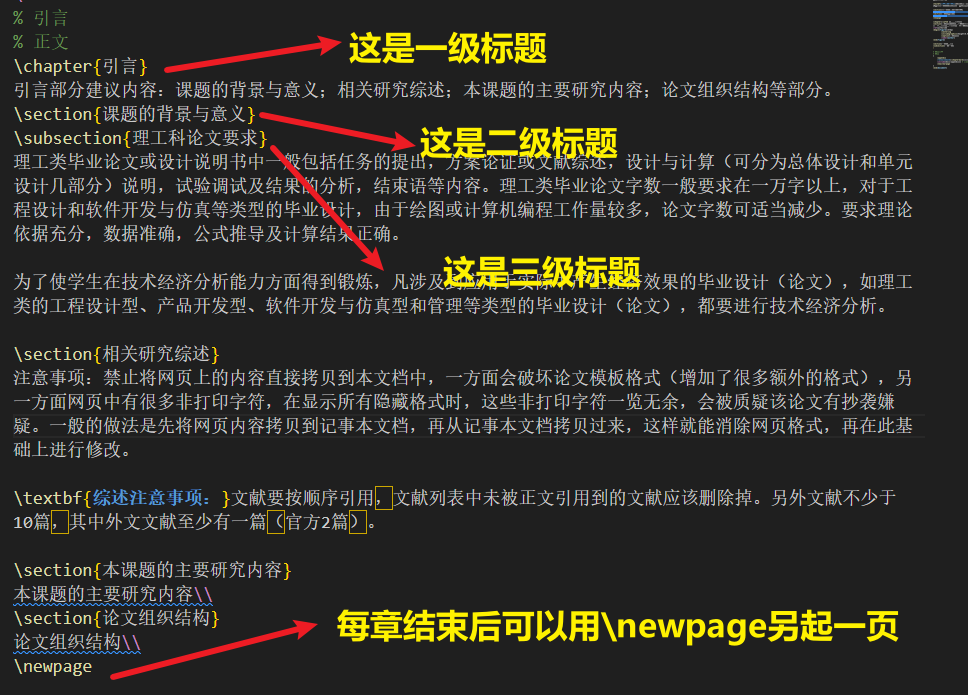 % 引言
% 正文
\chapter{引言}
这是一级标题
引言部分建议内容：课题的背景与意义；相关研究综述；本课题的主要研究内容；论文组织结构等部分。
\section{课题的背景与意义}
这是二级标题
\subsection{理工科论文要求}
理工类毕业论文或设计说明书中一般包括任务的提出，方案论证或文献综述，设计与计算（可分为总体设计和单元
设计几部分）说明，试验调试及结果的分析，结束语等内容。理工类毕业论文字数一般要求在一万字以上，对于工
程设计和软件开发与仿真等类型的毕业设计，由于绘图或计算机编程工作量较多，论文字数可适当减少。要求理论
依据充分，数据准确，公式推导及计算结果正确。
这是三级标题
为了使学生在技术经济分析能力方面得到锻炼，凡涉及到效果的毕业设计（论文），如理工
类的工程设计型、产品开发型、软件开发与仿真型和管理等类型的毕业设计（论文），都要进行技术经济分析。
\section{相关研究综述}
注意事项：禁止将网页上的内容直接拷贝到本文档中，一方面会破坏论文模板格式（增加了很多额外的格式），另
一方面网页中有很多非打印字符，在显示所有隐藏格式时，这些非打印字符一览无余，会被质疑该论文有抄袭嫌
疑。一般的做法是先将网页内容拷贝到记事本文档，再从记事本文档拷贝过来，这样就能消除网页格式，再在此基
础上进行修改。
\textbf{综述注意事项：}文献要按顺序引用，文献列表中未被正文引用到的文献应该删除掉。另外文献不少于
10篇，其中外文文献至少有一篇（官方2篇）。
\section{本课题的主要研究内容}
本课题的主要研究内容\\
\section{论文组织结构}
论文组织结构\\
每章结束后可以用\newpage另起一页
\newpage